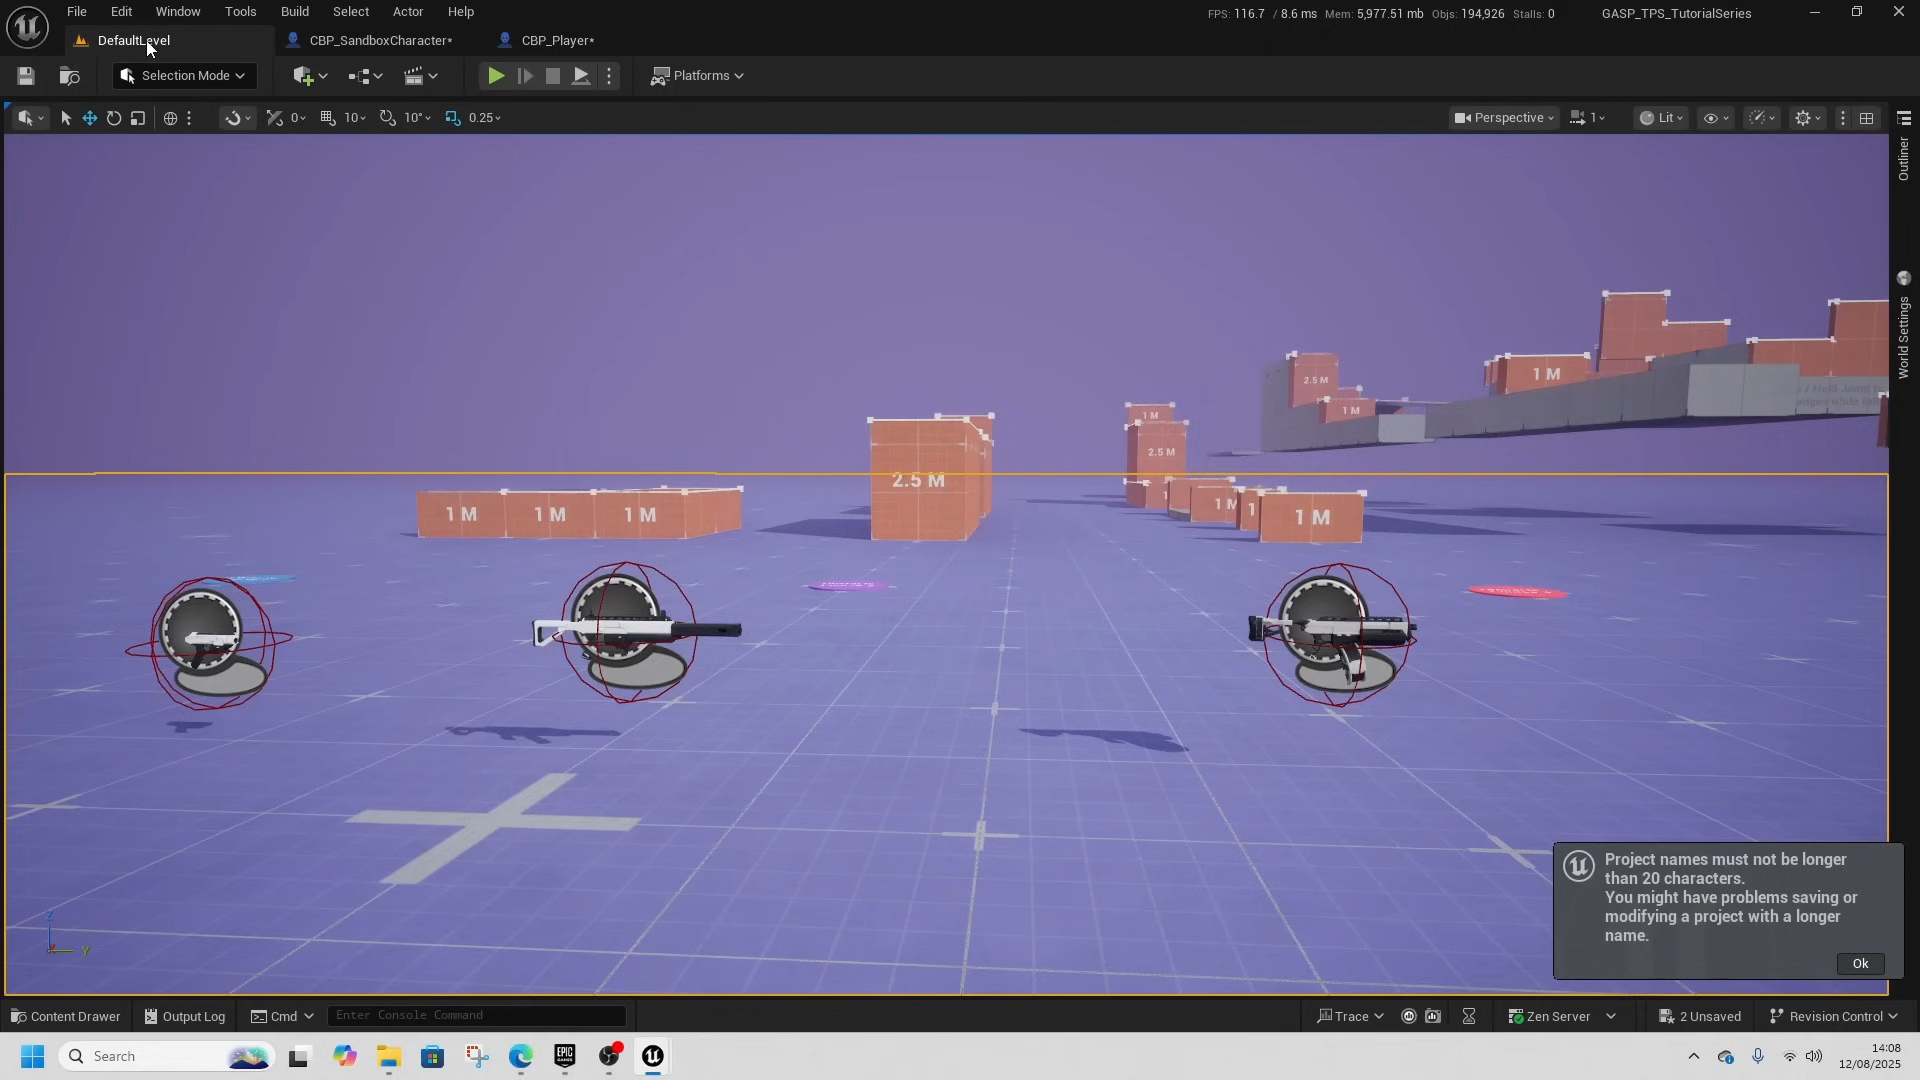 File Edit Window Tools Build Select Actor Help
FPS: 116.7 / 8.6 ms Mem: 5,977.51 mb Objs: 194,926 Stalls: 0
GASP_TPS_TutorialSeries
DefaultLevel
CBP_SandboxCharacter*
CBP_Player*
Selection Mode
Platforms
0
10
10°
0.25
Perspective
1
Lit
Outliner
World Settings
2.5 M
1 M
1 M
1 M
2.5 M
1 M
1 M
1 M
1 M
2.5 M
1 M
1
1 M
Project names must not be longer
than 20 characters.
You might have problems saving or
modifying a project with a longer
name.
Ok
Content Drawer
Output Log
Cmd
Enter Console Command
Trace
Zen Server
2 Unsaved
Revision Control
Search
EPIC
GAMES
14:08
12/08/2025